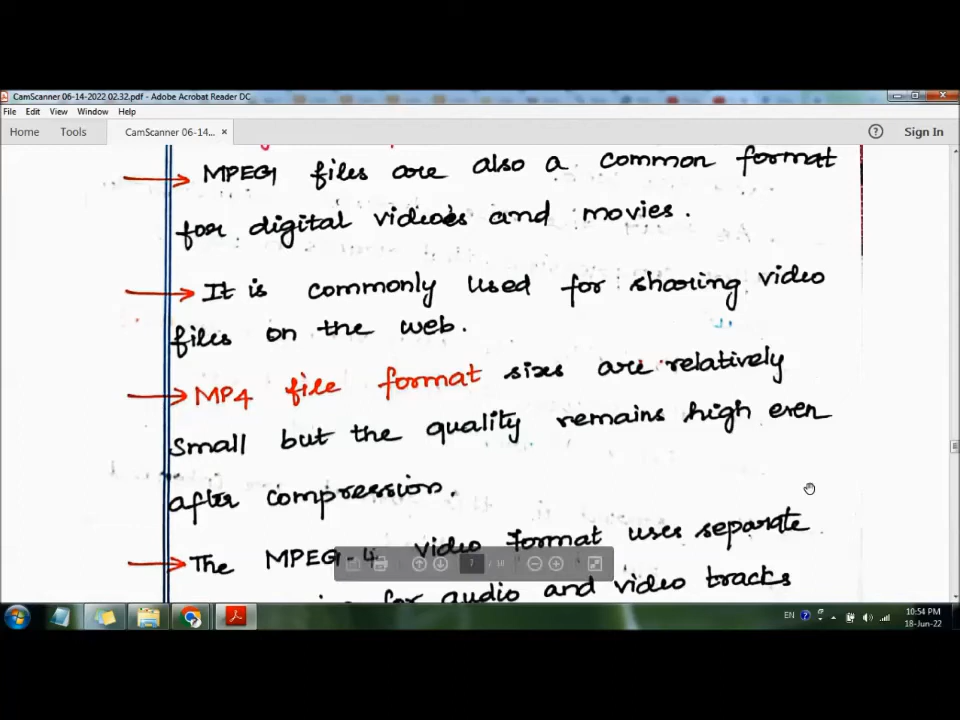 CamScanner 06-14-2022 02.32.pdf - Adobe Acrobat Reader DC
File Edit View Window Help
Home Tools CamScanner 06-14... × Sign In
MPEG files are also a common format
for digital videos and movies.
It is commonly used for sharing video
files on the web.
MP4 file format sizes are relatively
small but the quality remains high even
after compression.
The MPEG-4 video format uses separate
for audio and video tracks
7 / 
EN 10:54 PM
18-Jun-22